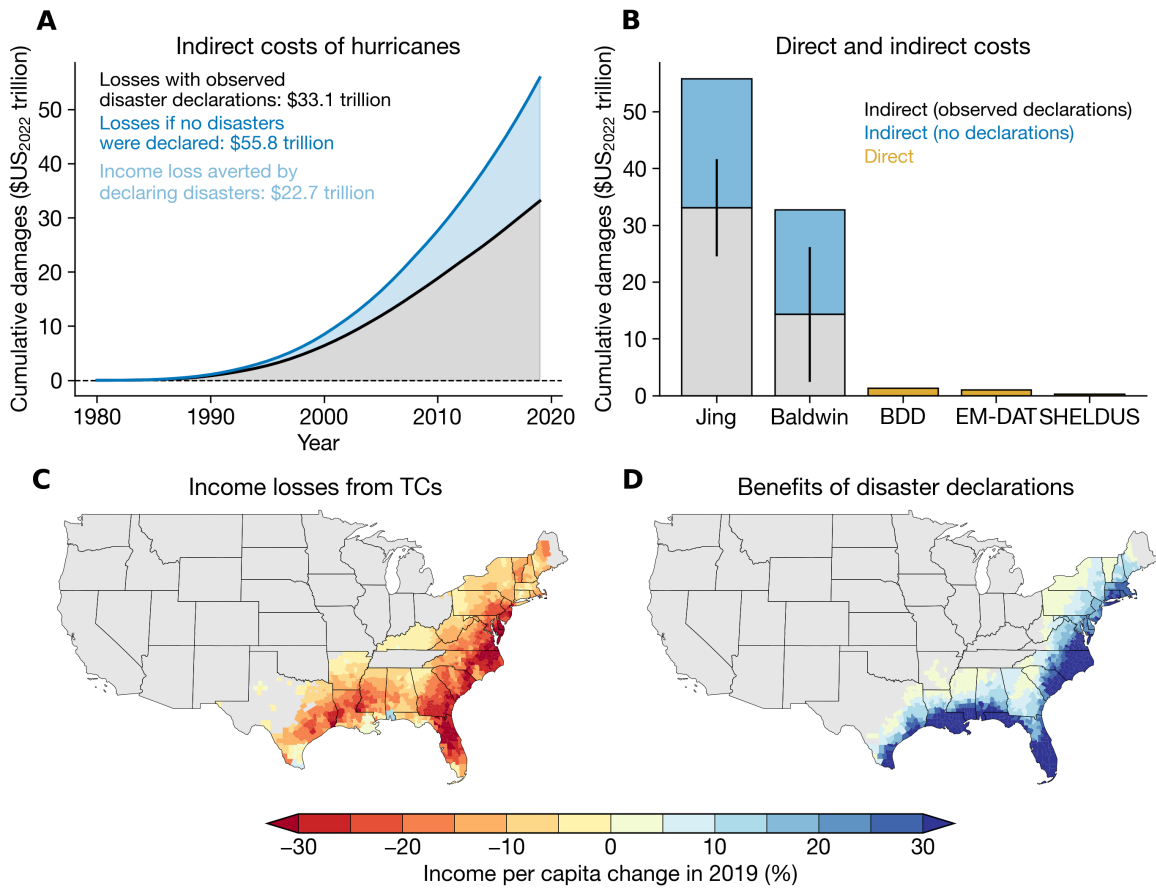 A
Indirect costs of hurricanes
Cumulative damages ($US2022 trillion)
50
40
30
20
10
0
Losses with observed
disaster declarations: $33.1 trillion
Losses if no disasters
were declared: $55.8 trillion
Income loss averted by
declaring disasters: $22.7 trillion
1980 1990 2000 2010 2020
Year
B
Direct and indirect costs
Cumulative damages ($US2022 trillion)
50
40
30
20
10
0
Indirect (observed declarations)
Indirect (no declarations)
Direct
Jing Baldwin BDD EM-DAT SHELDUS
C
Income losses from TCs
D
Benefits of disaster declarations
−30 −20 −10 0 10 20 30
Income per capita change in 2019 (%)